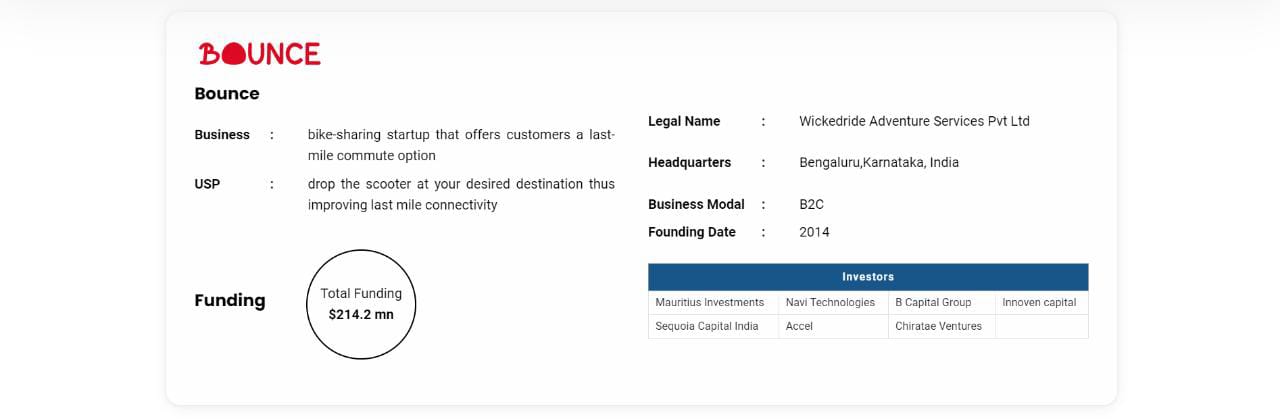 BOUNCE
Bounce
Business : bike-sharing startup that offers customers a last-
mile commute option
USP : drop the scooter at your desired destination thus
improving last mile connectivity
Funding
Total Funding
$214.2 mn
Legal Name : Wickedride Adventure Services Pvt Ltd
Headquarters : Bengaluru,Karnataka, India
Business Modal : B2C
Founding Date : 2014
Investors
Mauritius Investments Navi Technologies B Capital Group Innoven capital
Sequoia Capital India Accel Chiratae Ventures